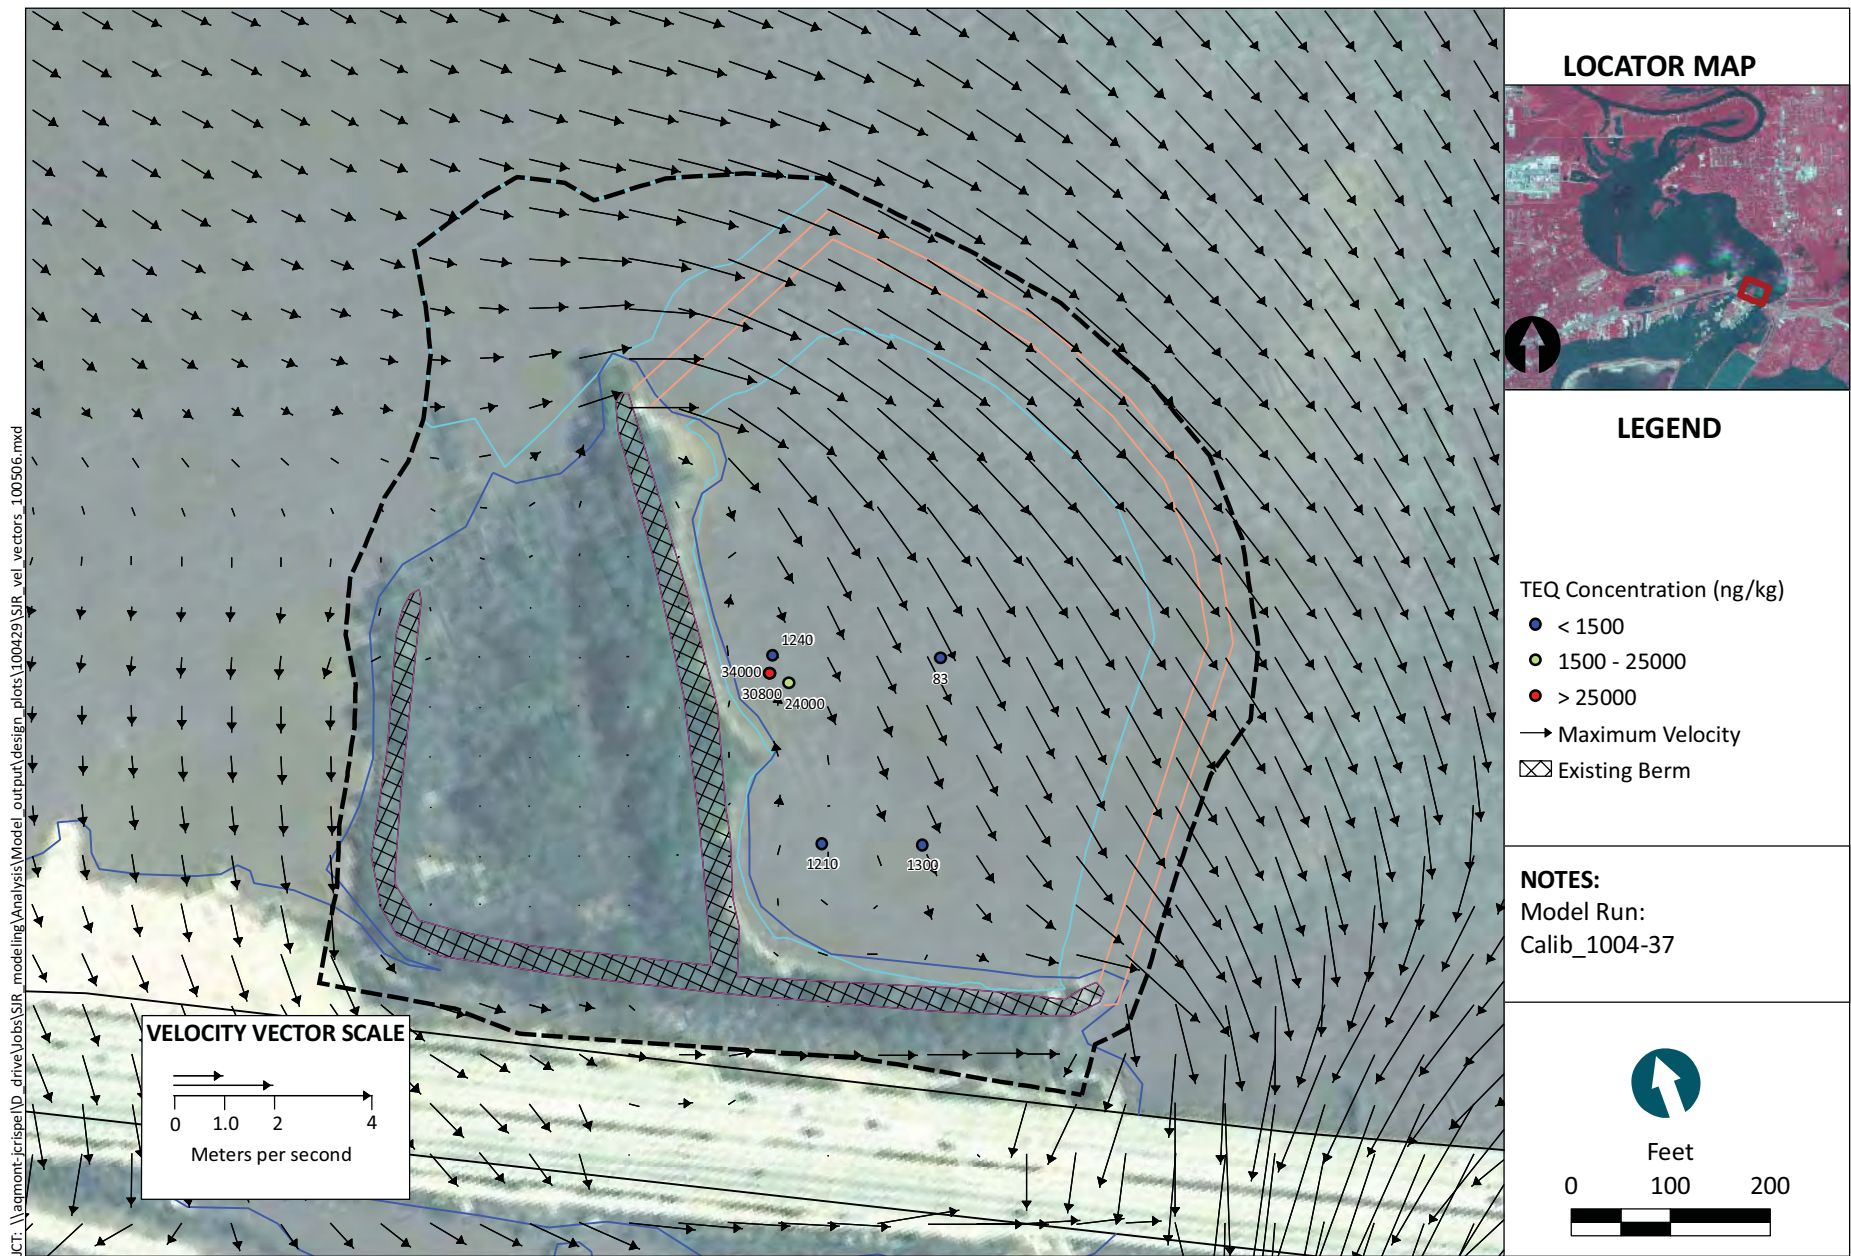 JCT: \\aqmont-jcrispel\D_drive\Jobs\SJR_modeling\Analysis\Model_output\design_plots\100429\SJR_vel_vectors_100506.mxd
1240
34000
30800
24000
83
1210
1300
VELOCITY VECTOR SCALE
0 1.0 2 4
Meters per second
LOCATOR MAP
LEGEND
TEQ Concentration (ng/kg)
< 1500
1500 - 25000
> 25000
Maximum Velocity
Existing Berm
NOTES:
Model Run:
Calib_1004-37
Feet
0 100 200